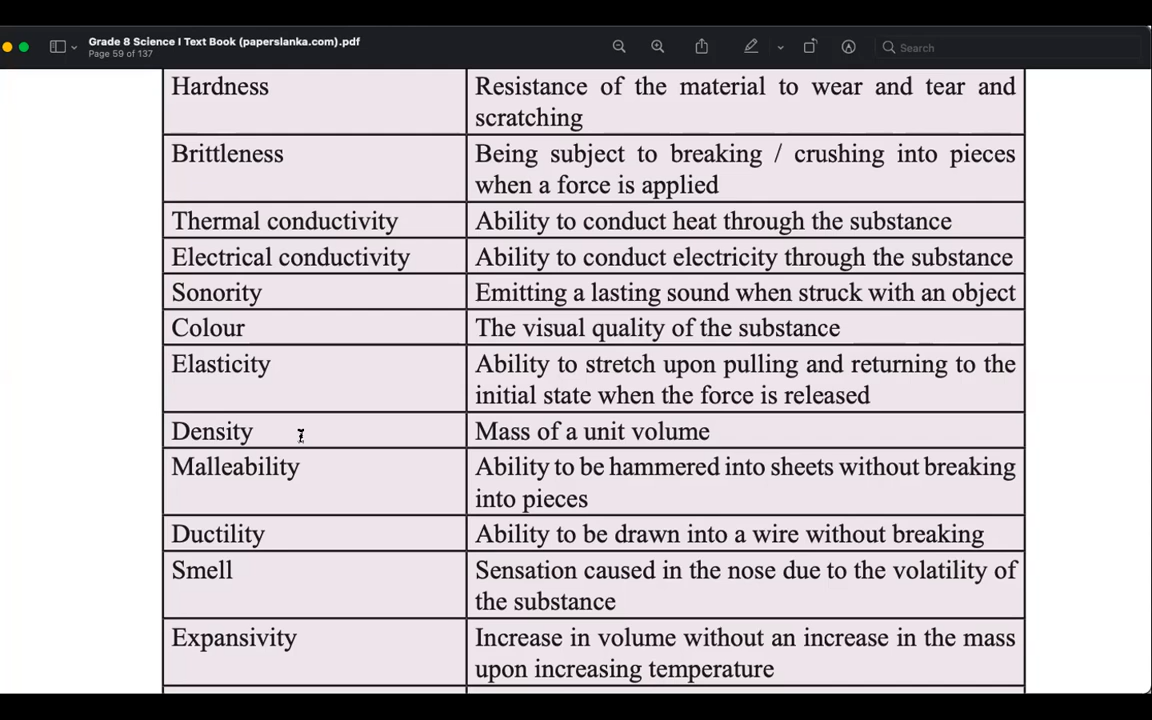 Grade 8 Science I Text Book (paperslanka.com).pdf
Page 59 of 137
Search
Hardness
Resistance of the material to wear and tear and
scratching
Brittleness
Being subject to breaking / crushing into pieces
when a force is applied
Thermal conductivity
Ability to conduct heat through the substance
Electrical conductivity
Ability to conduct electricity through the substance
Sonority
Emitting a lasting sound when struck with an object
Colour
The visual quality of the substance
Elasticity
Ability to stretch upon pulling and returning to the
initial state when the force is released
Density
Mass of a unit volume
Malleability
Ability to be hammered into sheets without breaking
into pieces
Ductility
Ability to be drawn into a wire without breaking
Smell
Sensation caused in the nose due to the volatility of
the substance
Expansivity
Increase in volume without an increase in the mass
upon increasing temperature